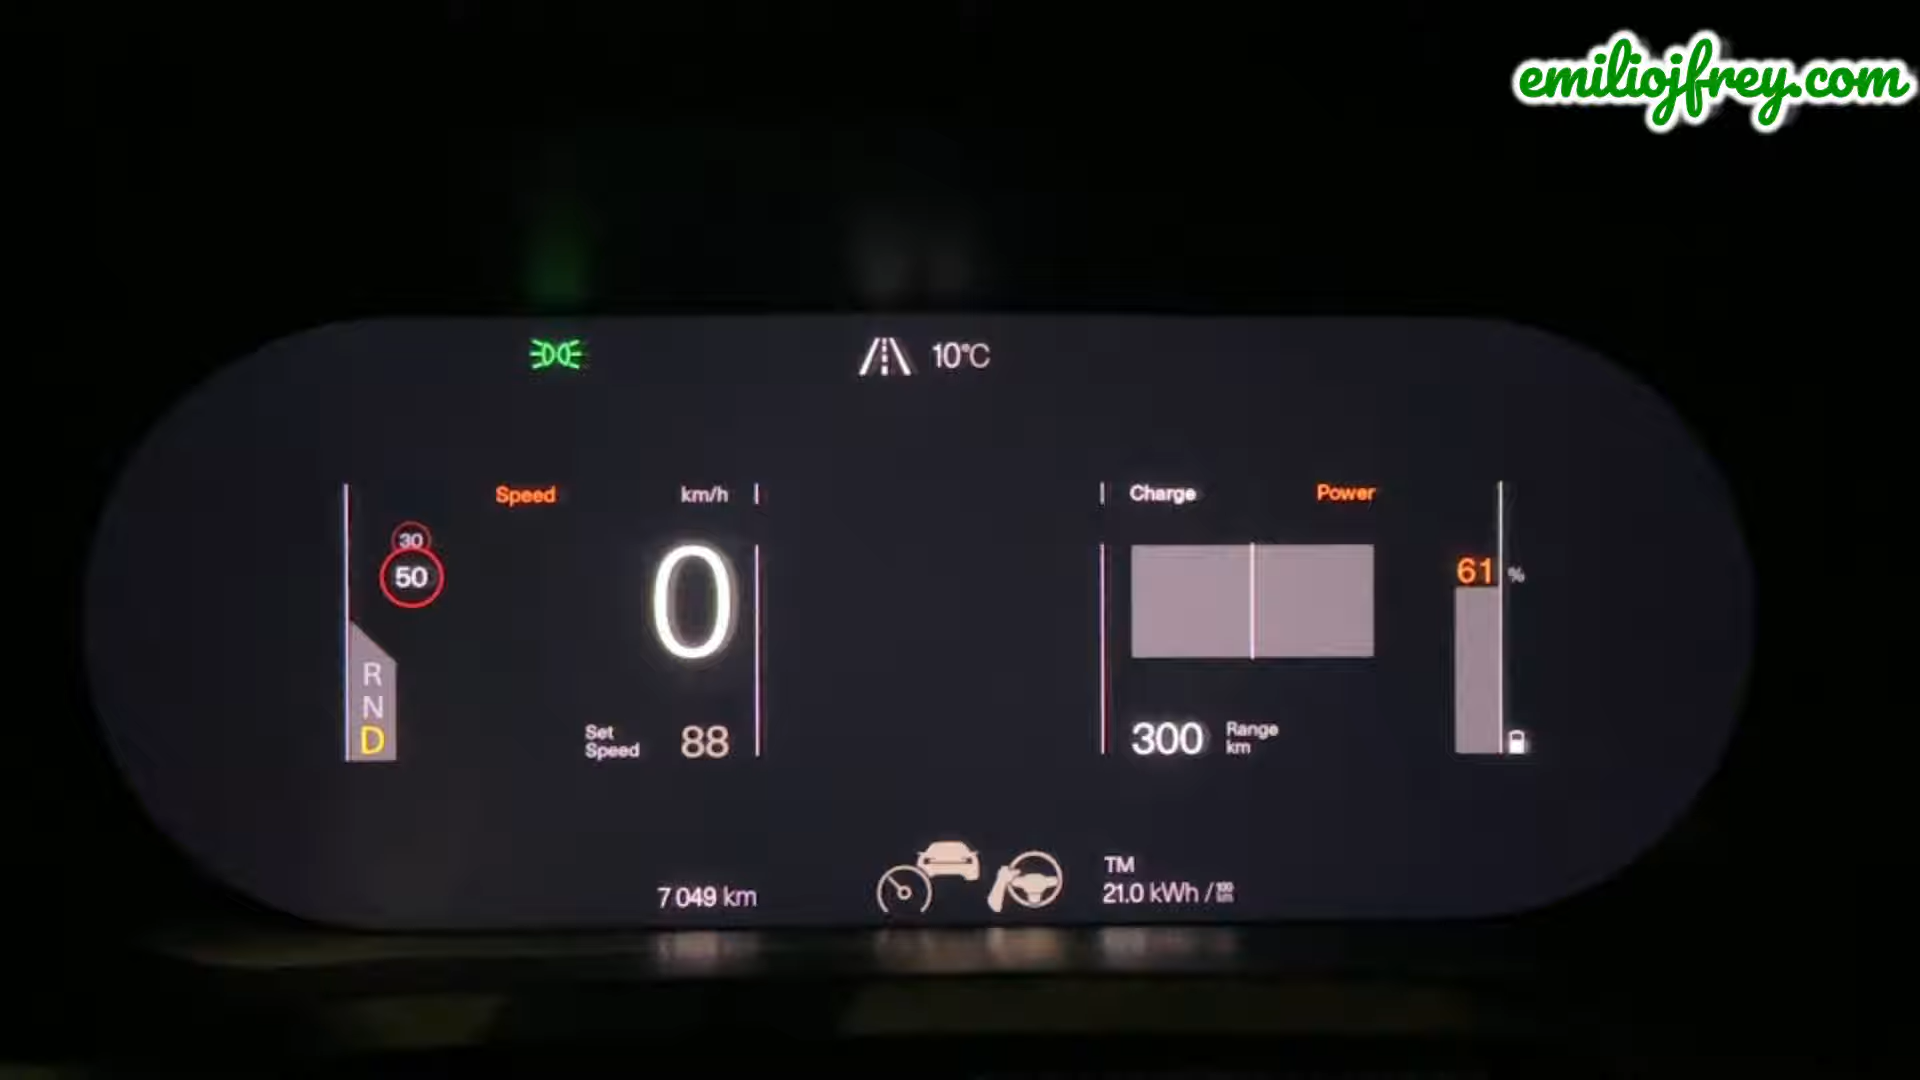 emiliojfrey.com
10°C
Speed km/h
30
50
0
R
N
D
Set
Speed
88
Charge Power
61 %
300 Range
km
7 049 km
TM
21.0 kWh / 100
km